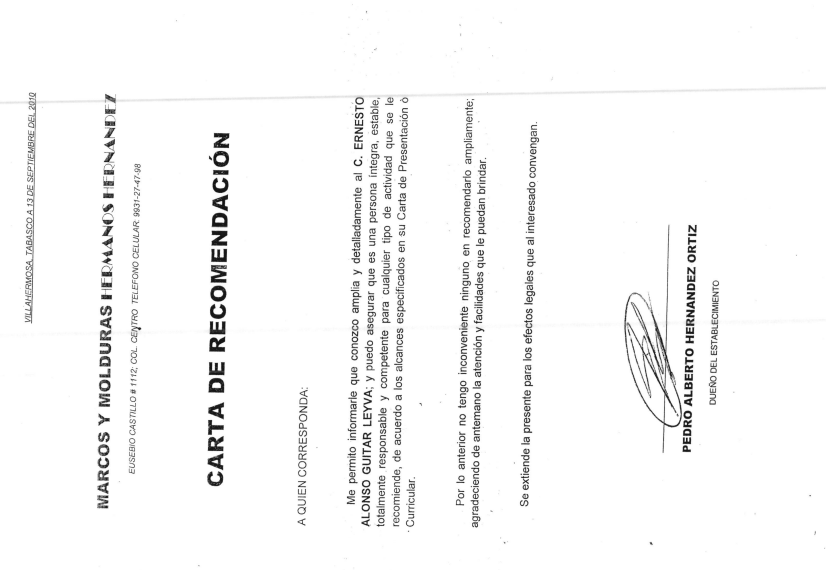 VILLAHERMOSA, TABASCO A 13 DE SEPTIEMBRE DEL 2010
MARCOS Y MOLDURAS HERMANOS HERNANDEZ
EUSEBIO CASTILLO # 1112; COL. CENTRO TELEFONO CELULAR: 9931-27-47-98
CARTA DE RECOMENDACIÓN
A QUIEN CORRESPONDA:
Me permito informarle que conozco amplia y detalladamente al C. ERNESTO
ALONSO GUITAR LEYVA; y puedo asegurar que es una persona íntegra, estable,
totalmente responsable y competente para cualquier tipo de actividad que se le
recomiende, de acuerdo a los alcances especificados en su Carta de Presentación ò
Curricular.
Por lo anterior no tengo inconveniente ninguno en recomendarlo ampliamente;
agradeciendo de antemano la atención y facilidades que le puedan brindar.
Se extiende la presente para los efectos legales que al interesado convengan.
PEDRO ALBERTO HERNANDEZ ORTIZ
DUEÑO DEL ESTABLECIMIENTO